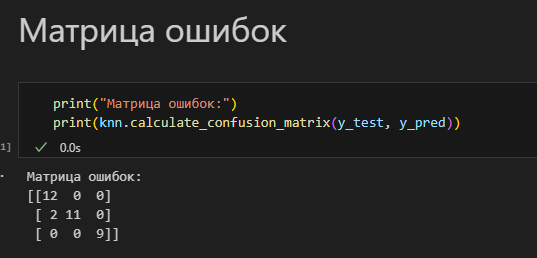 Матрица ошибок
print("Матрица ошибок:")
print(knn.calculate_confusion_matrix(y_test, y_pred))
1] ✓ 0.0s
Матрица ошибок:
[[12 0 0]
[ 2 11 0]
[ 0 0 9]]